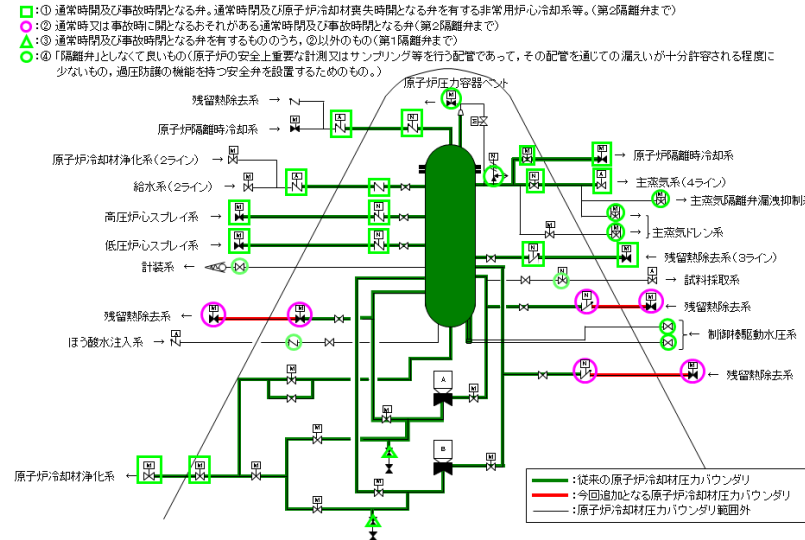 □:① 通常時開及び事故時閉となる弁。通常時閉及び原子炉冷却材喪失時開となる弁を有する非常用炉心冷却系等。(第2隔離弁まで)
○:② 通常時又は事故時に開となるおそれがある通常時閉及び事故時閉となる弁(第2隔離弁まで)
△:③ 通常時閉及び事故時閉となる弁を有するもののうち、②以外のもの(第1隔離弁まで)
○:④ 「隔離弁」としなくて良いもの(原子炉の安全上重要な計測又はサンプリング等を行う配管であって、その配管を通じての漏えいが十分許容される程度に
少ないもの，過圧防護の機能を持つ安全弁を設置するためのもの。)
原子炉圧力容器ベント
←
残留熱除去系 →
原子炉隔離時冷却系 →
原子炉冷却材浄化系(2ライン) →
給水系(2ライン) →
高圧炉心スプレイ系 →
低圧炉心スプレイ系 →
計装系 ←
残留熱除去系 ←
ほう酸水注入系 →
原子炉冷却材浄化系 ←
→ 原子炉隔離時冷却系
→ 主蒸気系(4ライン)
→ 主蒸気隔離弁漏洩抑制系
→ 主蒸気ドレン系
← 残留熱除去系(3ライン)
→ 試料採取系
← 残留熱除去系
← 制御棒駆動水圧系
← 残留熱除去系
A
B
:従来の原子炉冷却材圧力バウンダリ
:今回追加となる原子炉冷却材圧力バウンダリ
:原子炉冷却材圧力バウンダリ範囲外